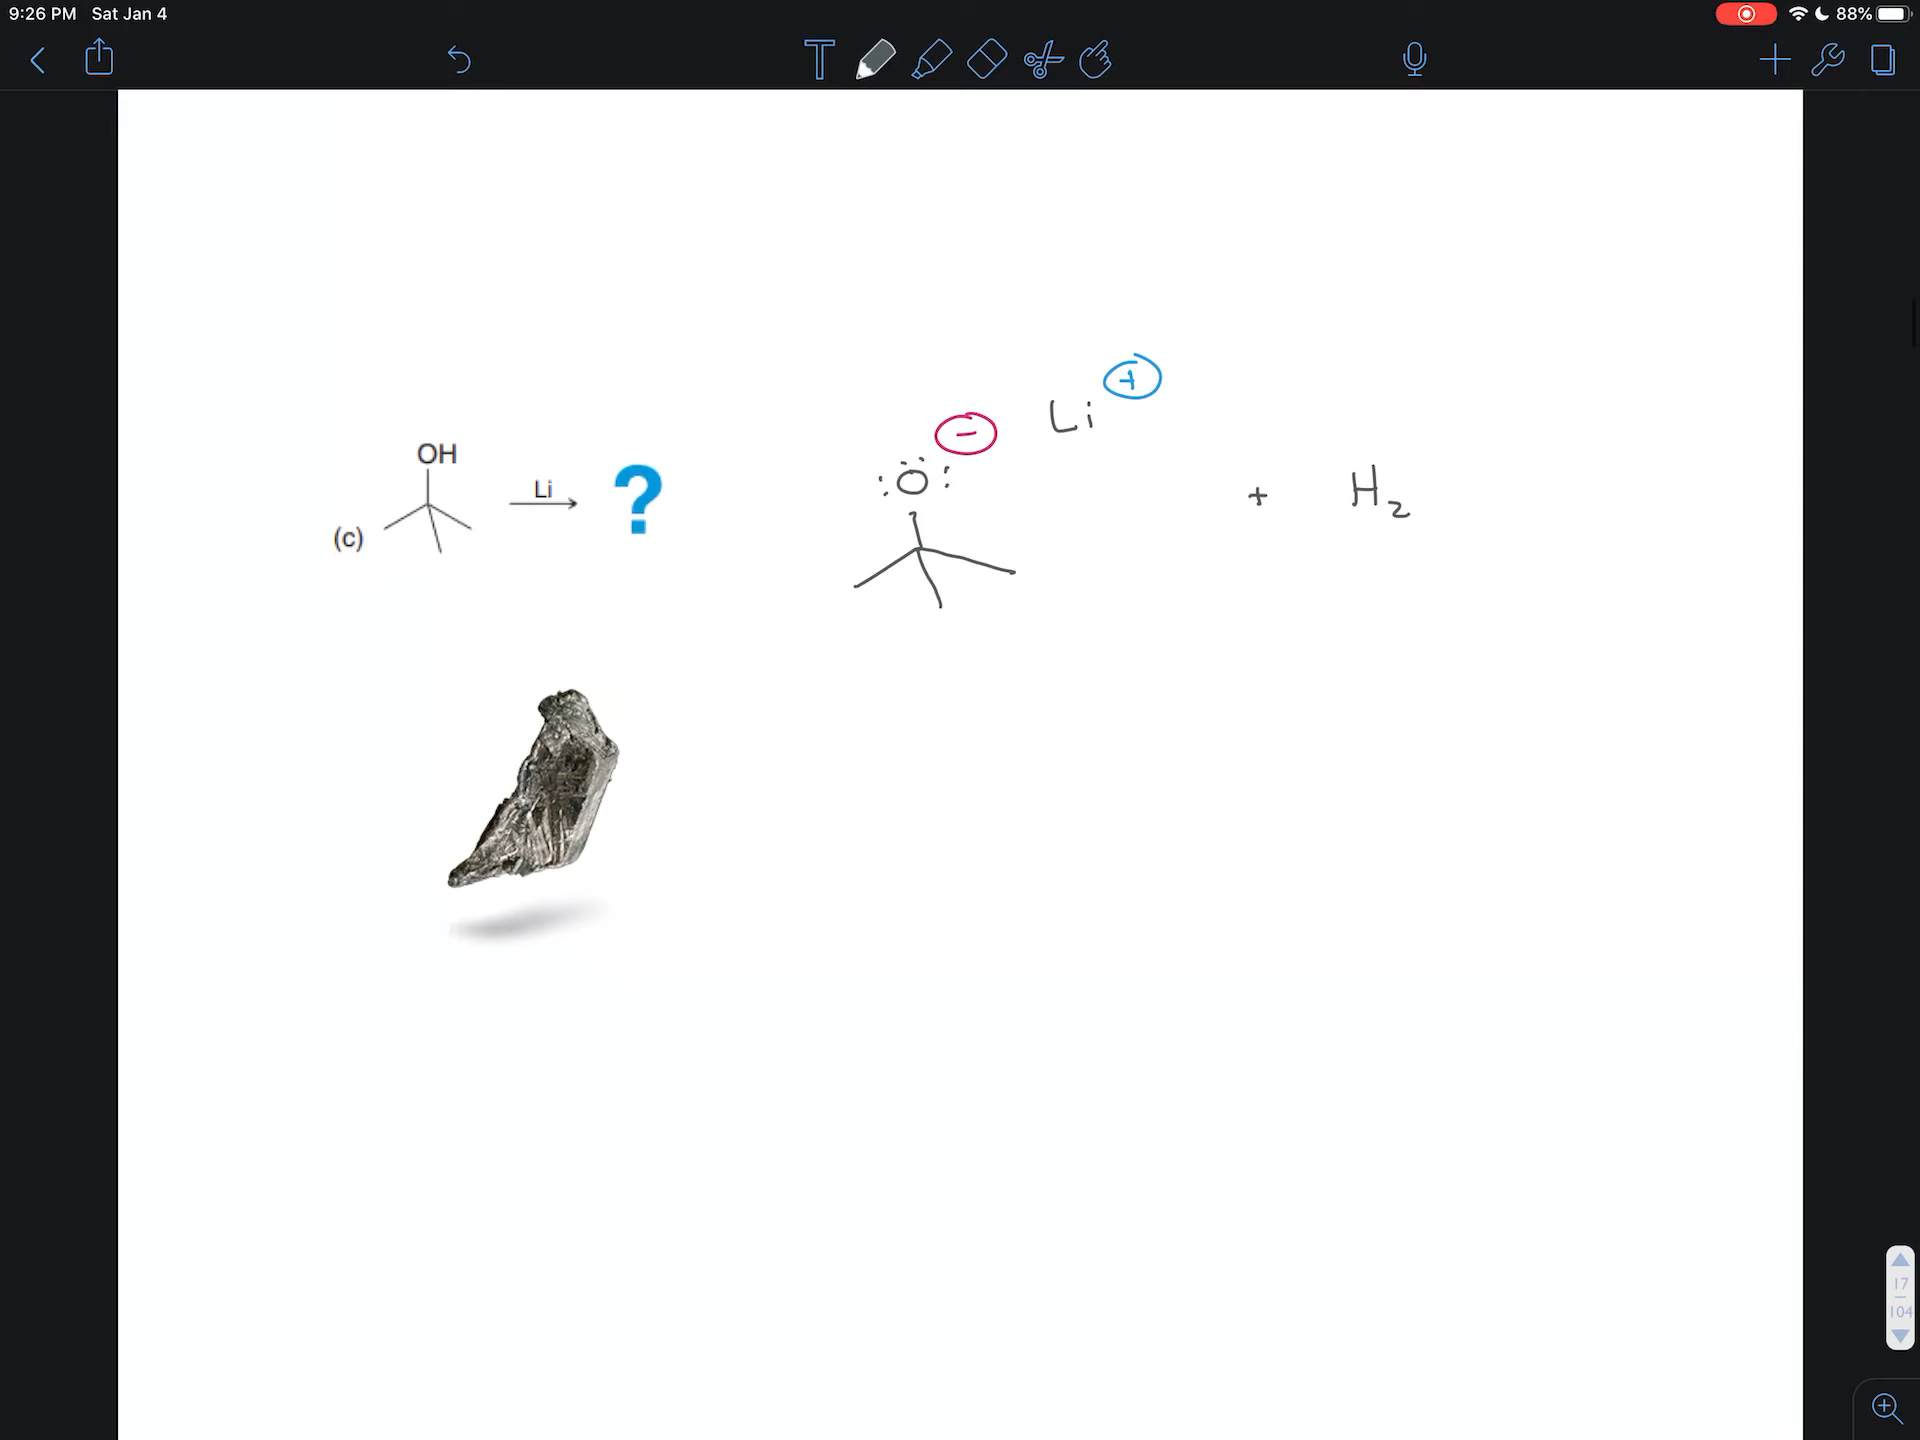 9:26 PM Sat Jan 4
88%
Li +
OH
−
(c)
Li
?
:Ö:
+ H₂
17
104